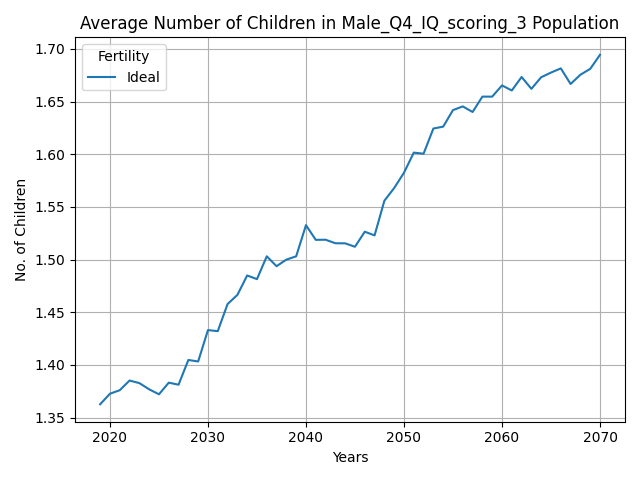 Average Number of Children in Male_Q4_IQ_scoring_3 Population
Fertility
Ideal
No. of Children
1.70
1.65
1.60
1.55
1.50
1.45
1.40
1.35
2020 2030 2040 2050 2060 2070
Years